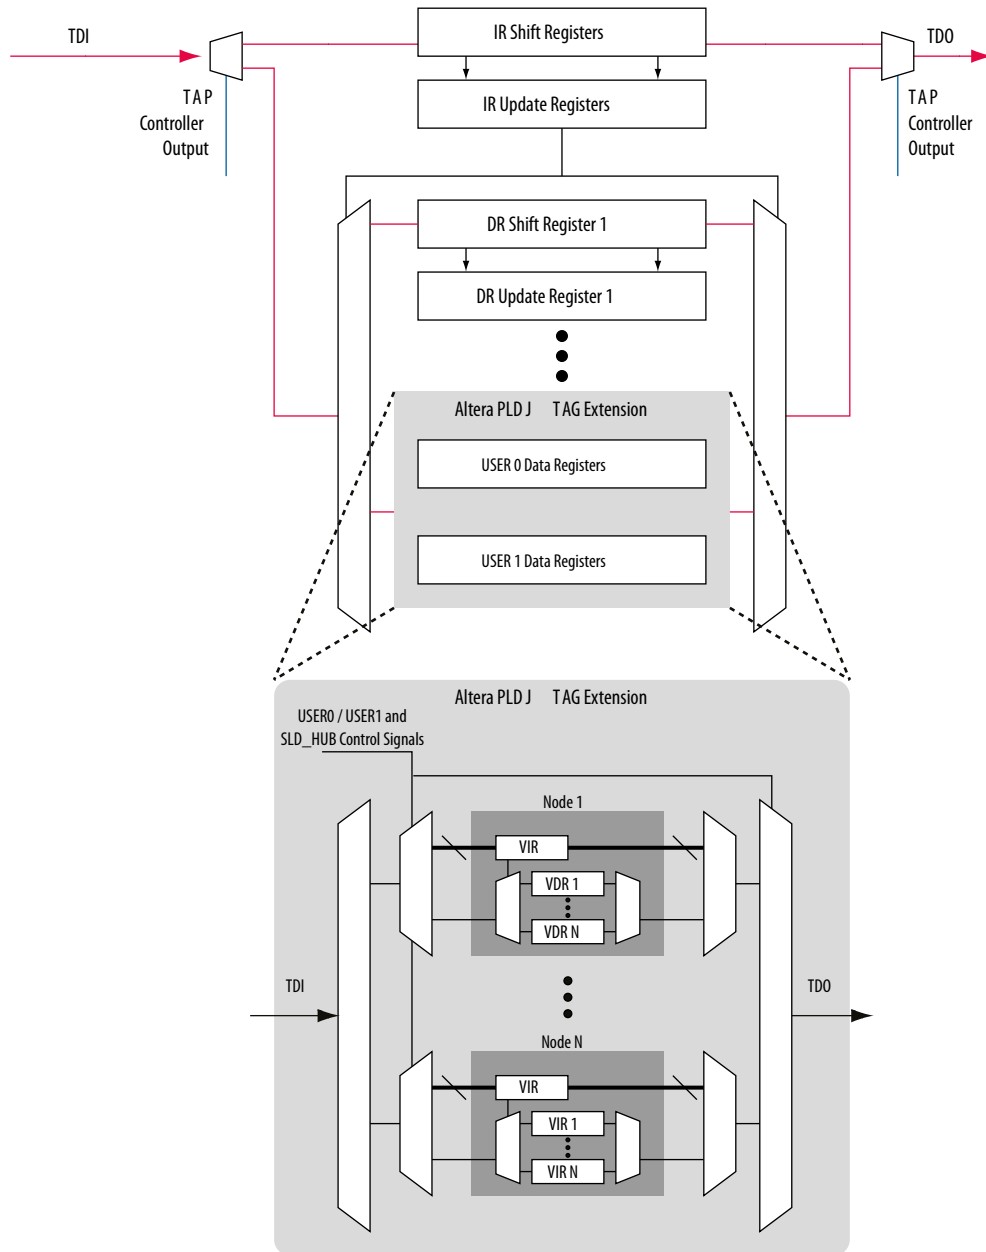 TDI
IR Shift Registers
TDO
TAP
Controller
Output
IR Update Registers
TAP
Controller
Output
DR Shift Register 1
DR Update Register 1
Altera PLD J TAG Extension
USER 0 Data Registers
USER 1 Data Registers
Altera PLD J TAG Extension
USER0 / USER1 and
SLD_HUB Control Signals
Node 1
VIR
VDR 1
VDR N
TDI
TDO
Node N
VIR
VIR 1
VIR N